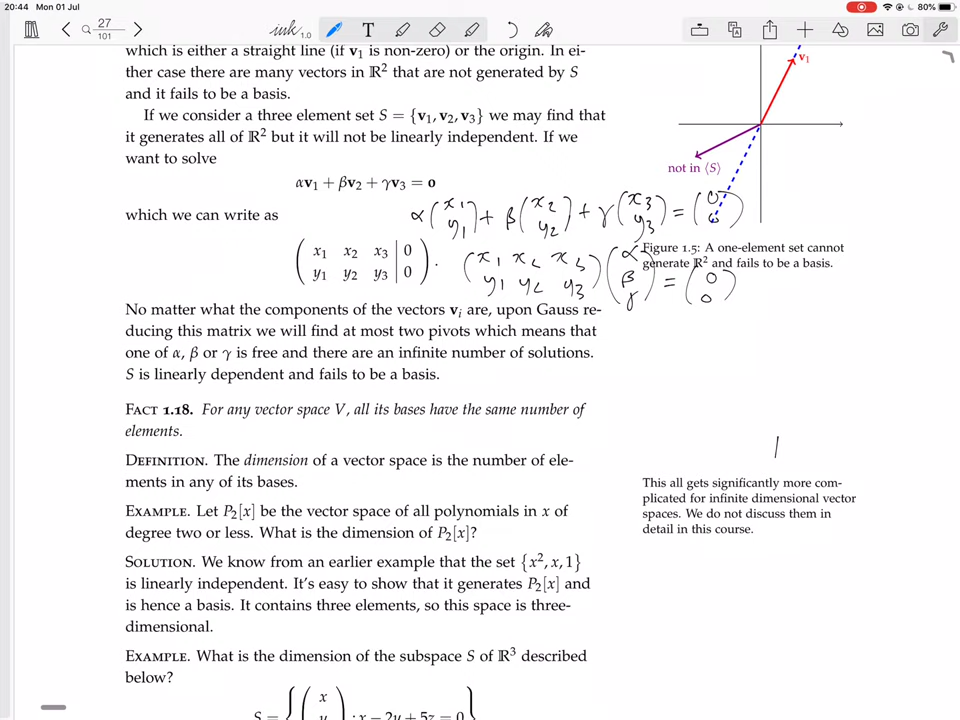 20:44 Mon 01 Jul
80%
27
101
ink 1.0
T
which is either a straight line (if v₁ is non-zero) or the origin. In ei-
ther case there are many vectors in ℝ² that are not generated by S
and it fails to be a basis.
If we consider a three element set S = {v₁, v₂, v₃} we may find that
it generates all of ℝ² but it will not be linearly independent. If we
want to solve
αv₁ + βv₂ + γv₃ = 0
which we can write as
α(x₁ y₁) + β(x₂ y₂) + γ(x₃ y₃) = (0 0)
( x₁ x₂ x₃ | 0
y₁ y₂ y₃ | 0 ).
(x₁ x₂ x₃
y₁ y₂ y₃) (α β γ) = (0 0)
No matter what the components of the vectors vᵢ are, upon Gauss re-
ducing this matrix we will find at most two pivots which means that
one of α, β or γ is free and there are an infinite number of solutions.
S is linearly dependent and fails to be a basis.
Fact 1.18. For any vector space V, all its bases have the same number of
elements.
Definition. The dimension of a vector space is the number of ele-
ments in any of its bases.
Example. Let P₂[x] be the vector space of all polynomials in x of
degree two or less. What is the dimension of P₂[x]?
Solution. We know from an earlier example that the set {x², x, 1}
is linearly independent. It's easy to show that it generates P₂[x] and
is hence a basis. It contains three elements, so this space is three-
dimensional.
Example. What is the dimension of the subspace S of ℝ³ described
below?
S = { ( x y ) : x − 2y + 5z = 0 }
v₁
not in ⟨S⟩
Figure 1.5: A one-element set cannot
generate ℝ² and fails to be a basis.
This all gets significantly more com-
plicated for infinite dimensional vector
spaces. We do not discuss them in
detail in this course.